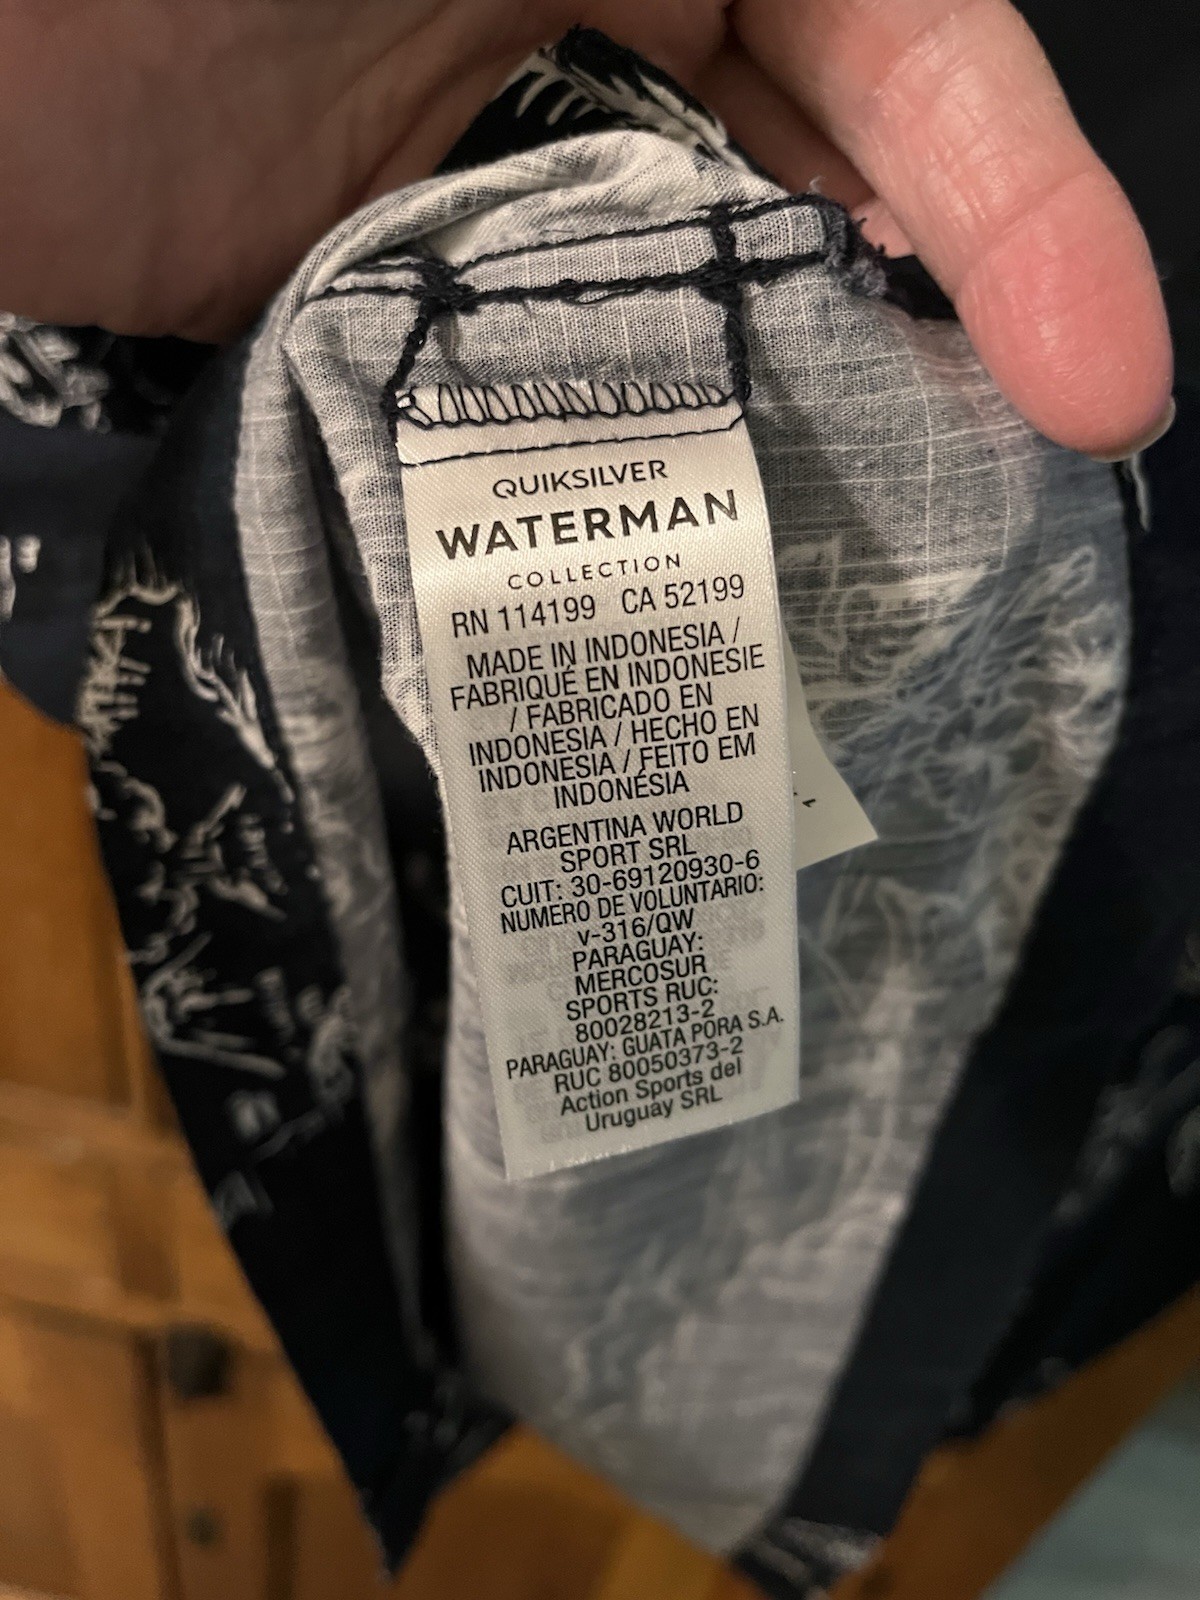 QUIKSILVER
WATERMAN
COLLECTION
RN 114199 CA 52199
MADE IN INDONESIA /
FABRIQUÉ EN INDONESIE
/ FABRICADO EN
INDONESIA / HECHO EN
INDONESIA / FEITO EM
INDONÉSIA
ARGENTINA WORLD
SPORT SRL
CUIT: 30-69120930-6
NUMERO DE VOLUNTARIO:
v-316/QW
PARAGUAY:
MERCOSUR
SPORTS RUC:
80028213-2
PARAGUAY: GUATA PORA S.A.
RUC 80050373-2
Action Sports del
Uruguay SRL
1